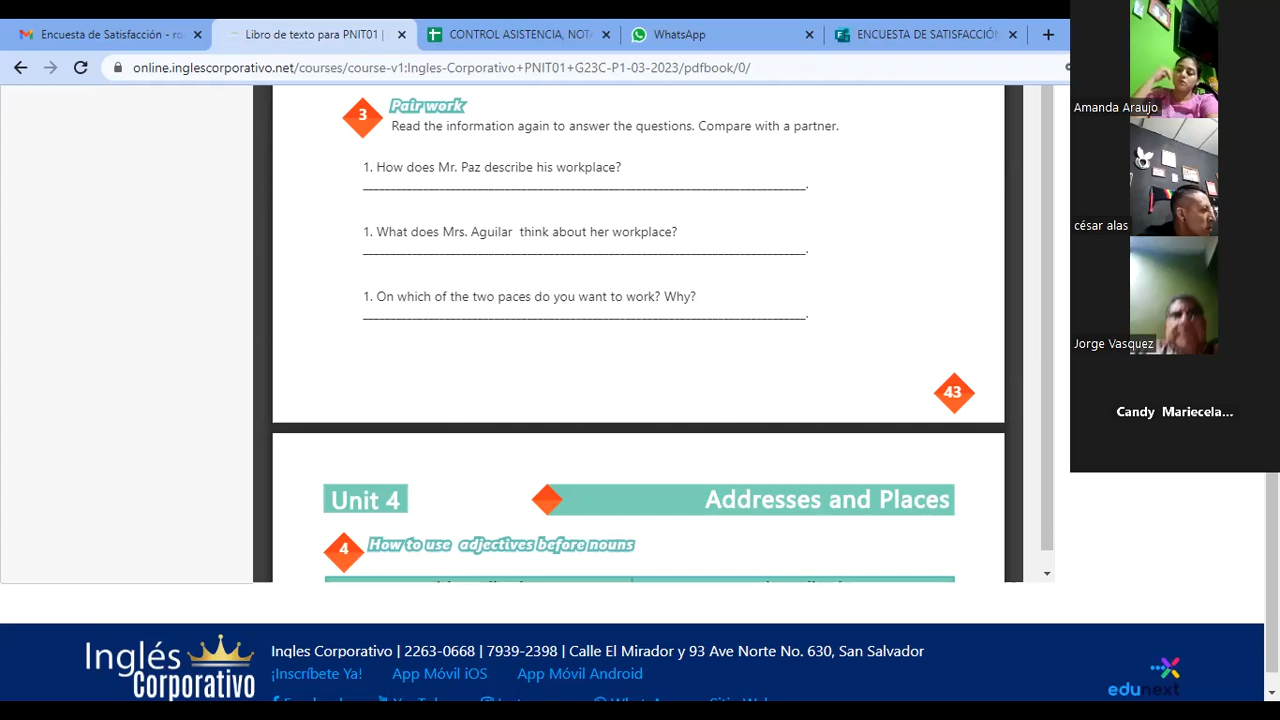 Encuesta de Satisfacción - ro
Libro de texto para PNIT01 |
CONTROL ASISTENCIA, NOTA
WhatsApp
ENCUESTA DE SATISFACCIÓN
online.inglescorporativo.net/courses/course-v1:Ingles-Corporativo+PNIT01+G23C-P1-03-2023/pdfbook/0/
3
Pair work
Read the information again to answer the questions. Compare with a partner.
1. How does Mr. Paz describe his workplace?
1. What does Mrs. Aguilar think about her workplace?
1. On which of the two paces do you want to work? Why?
43
Unit 4
Addresses and Places
4
How to use adjectives before nouns
Amanda Araujo
césar alas
Jorge Vasquez
Candy Mariecela...
Inglés
Corporativo
Ingles Corporativo | 2263-0668 | 7939-2398 | Calle El Mirador y 93 Ave Norte No. 630, San Salvador
¡Inscríbete Ya! App Móvil iOS App Móvil Android
edunext